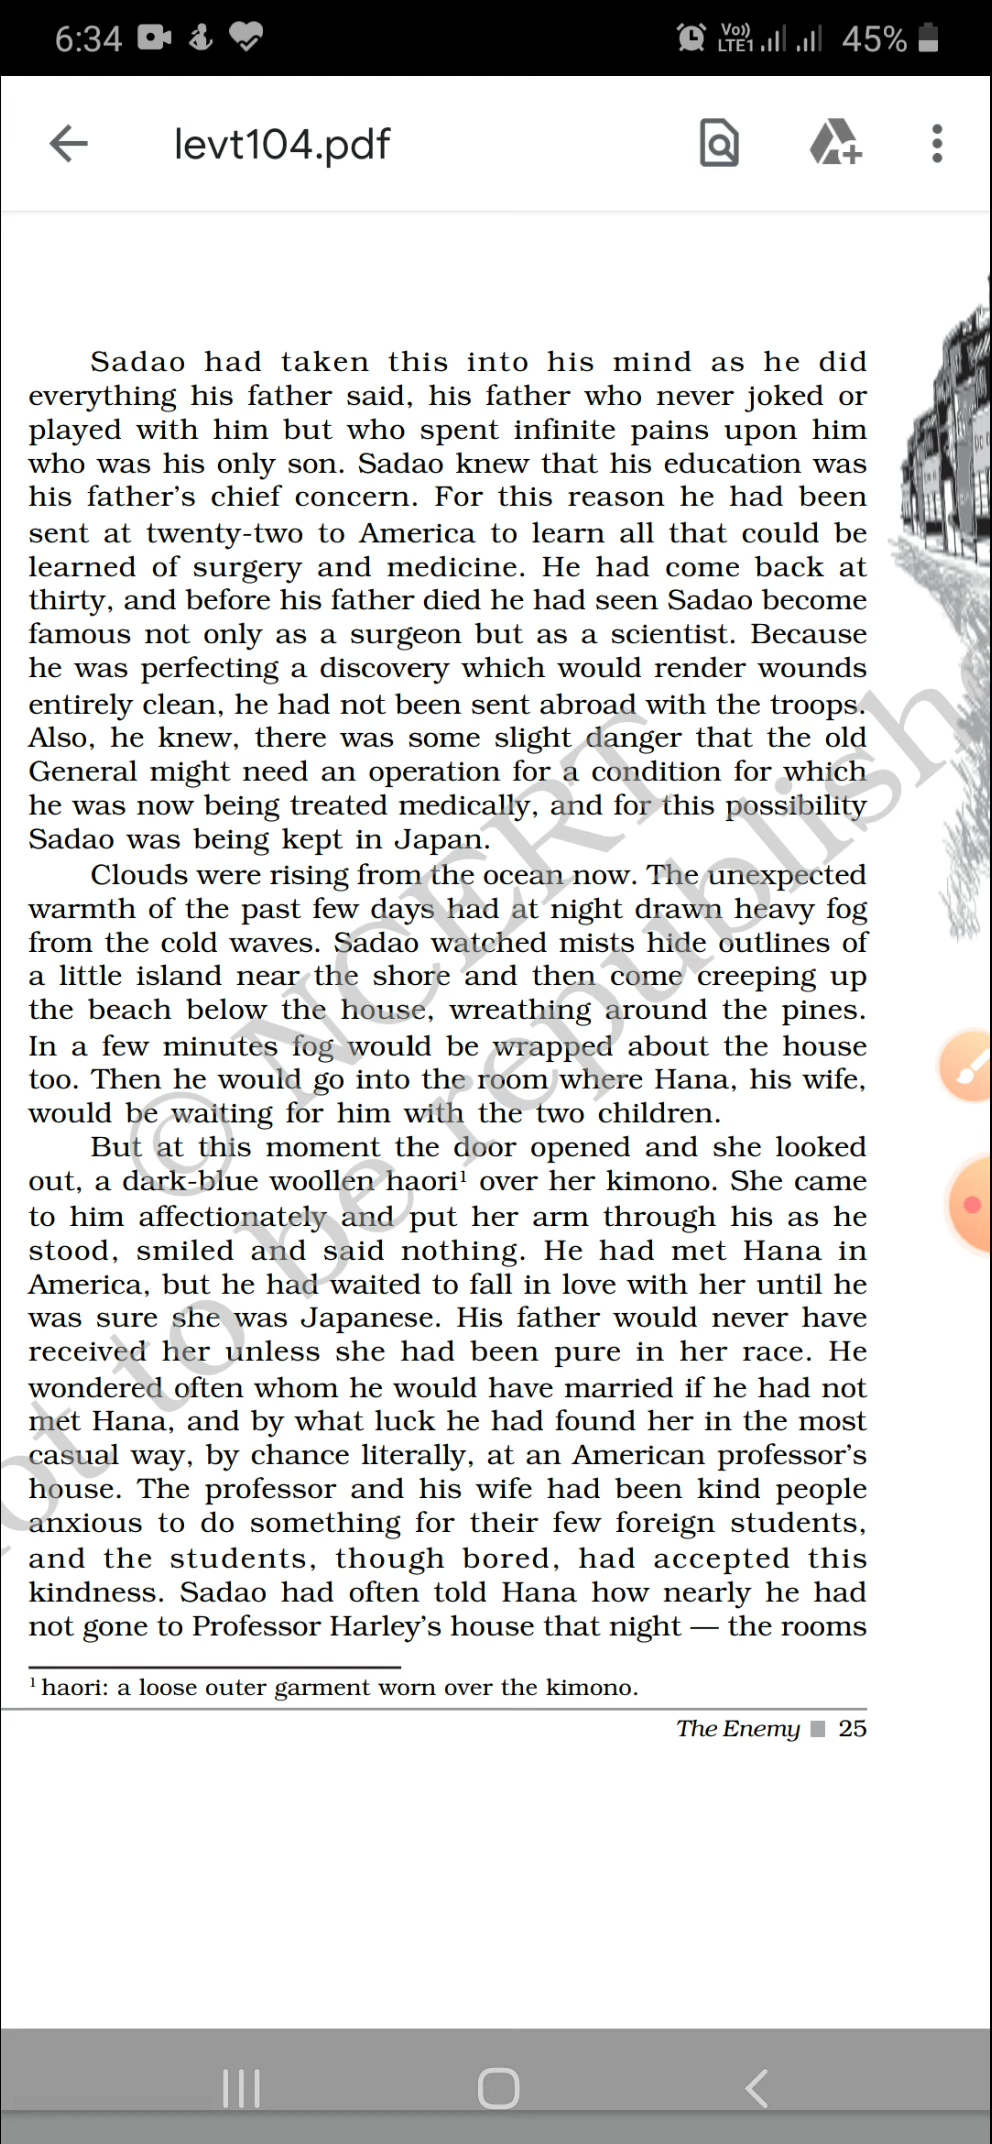 6:34 Vo)) LTE1 45%
levt104.pdf
Sadao had taken this into his mind as he did
everything his father said, his father who never joked or
played with him but who spent infinite pains upon him
who was his only son. Sadao knew that his education was
his father's chief concern. For this reason he had been
sent at twenty-two to America to learn all that could be
learned of surgery and medicine. He had come back at
thirty, and before his father died he had seen Sadao become
famous not only as a surgeon but as a scientist. Because
he was perfecting a discovery which would render wounds
entirely clean, he had not been sent abroad with the troops.
Also, he knew, there was some slight danger that the old
General might need an operation for a condition for which
he was now being treated medically, and for this possibility
Sadao was being kept in Japan.
Clouds were rising from the ocean now. The unexpected
warmth of the past few days had at night drawn heavy fog
from the cold waves. Sadao watched mists hide outlines of
a little island near the shore and then come creeping up
the beach below the house, wreathing around the pines.
In a few minutes fog would be wrapped about the house
too. Then he would go into the room where Hana, his wife,
would be waiting for him with the two children.
But at this moment the door opened and she looked
out, a dark-blue woollen haori¹ over her kimono. She came
to him affectionately and put her arm through his as he
stood, smiled and said nothing. He had met Hana in
America, but he had waited to fall in love with her until he
was sure she was Japanese. His father would never have
received her unless she had been pure in her race. He
wondered often whom he would have married if he had not
met Hana, and by what luck he had found her in the most
casual way, by chance literally, at an American professor's
house. The professor and his wife had been kind people
anxious to do something for their few foreign students,
and the students, though bored, had accepted this
kindness. Sadao had often told Hana how nearly he had
not gone to Professor Harley's house that night — the rooms
¹ haori: a loose outer garment worn over the kimono.
The Enemy 25
© NCERT
to be republish